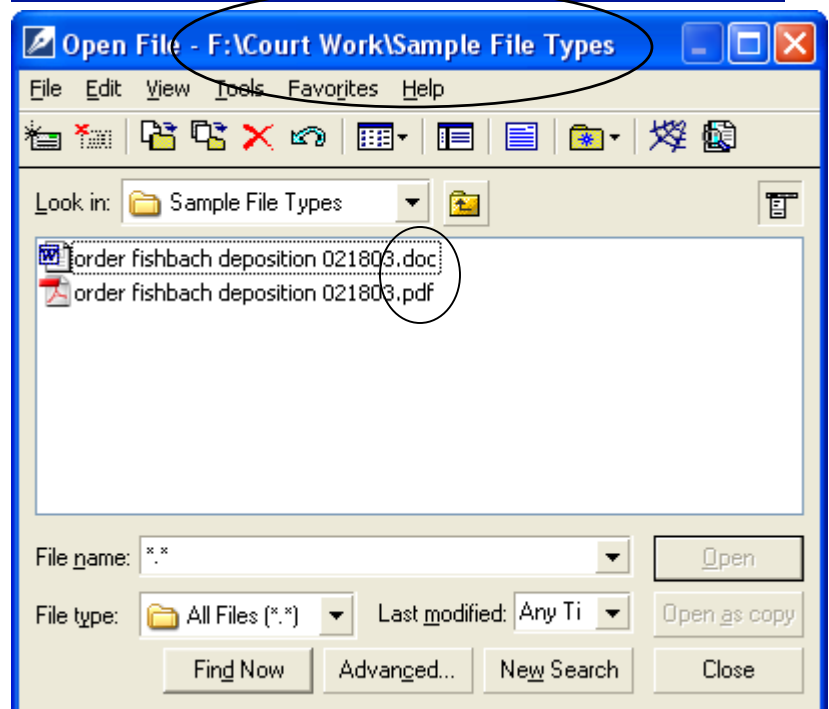 Open File - F:\Court Work\Sample File Types
File Edit View Tools Favorites Help
Look in: Sample File Types
order fishbach deposition 021803.doc
order fishbach deposition 021803.pdf
File name: *.* Open
File type: All Files (*.*) Last modified: Any Ti Open as copy
Find Now Advanced... New Search Close